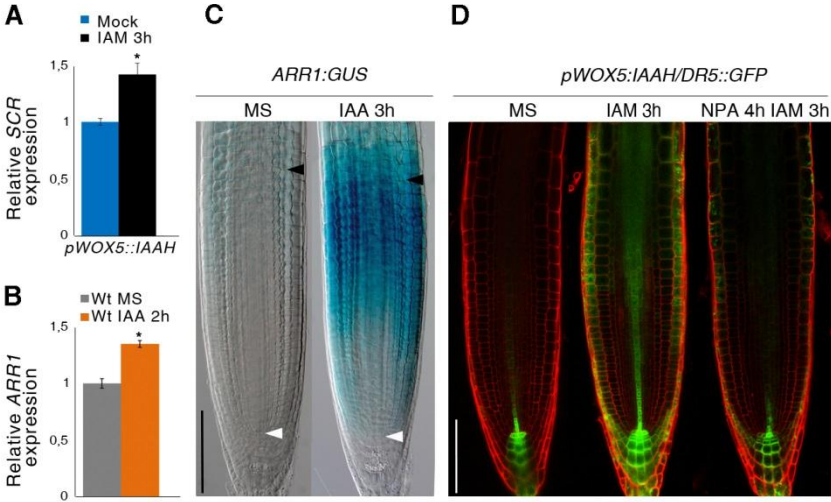 A
Mock
IAM 3h
1,5
*
1
0,5
0
Relative SCR
expression
pWOX5::IAAH
B
Wt MS
Wt IAA 2h
1,5
*
1
0,5
0
Relative ARR1
expression
C
ARR1:GUS
MS
IAA 3h
D
pWOX5:IAAH/DR5::GFP
MS
IAM 3h
NPA 4h IAM 3h